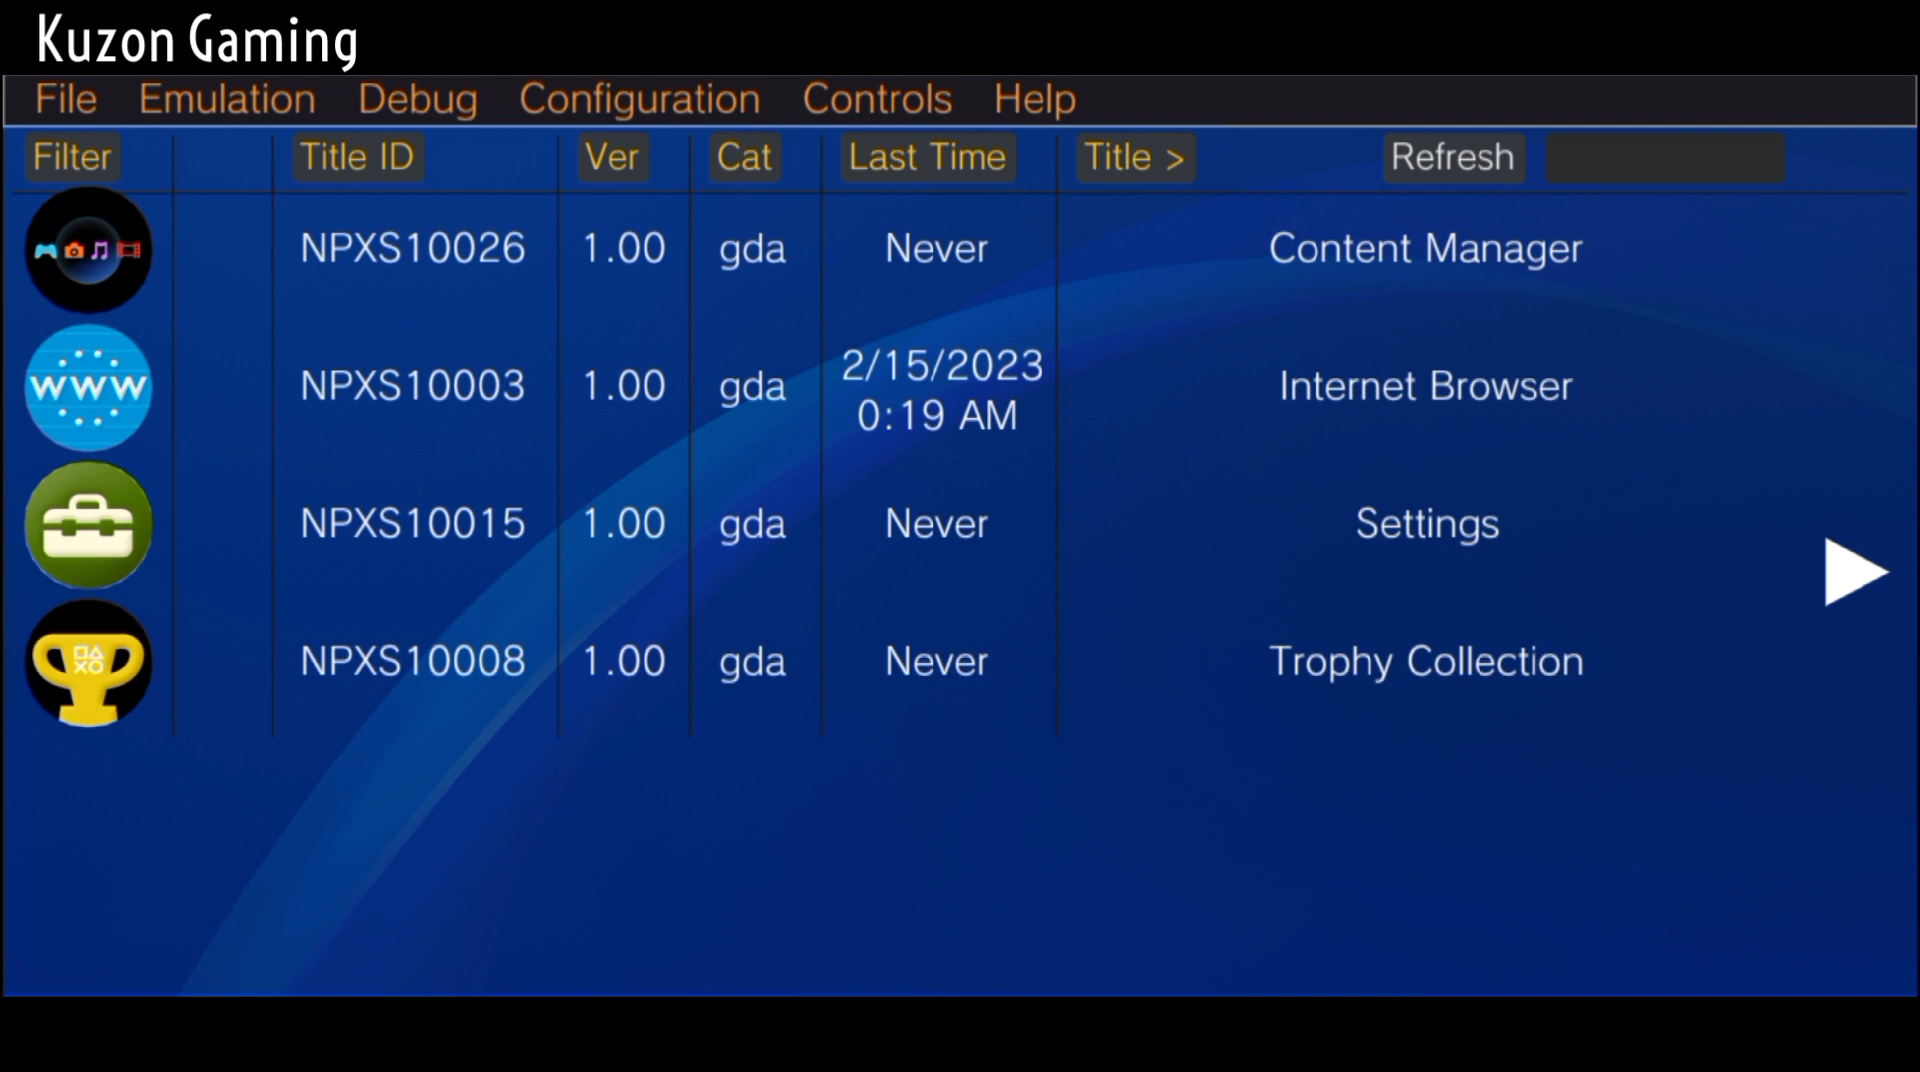 Kuzon Gaming
File Emulation Debug Configuration Controls Help
Filter Title ID Ver Cat Last Time Title > Refresh
NPXS10026 1.00 gda Never Content Manager
www NPXS10003 1.00 gda 2/15/2023 0:19 AM Internet Browser
NPXS10015 1.00 gda Never Settings
NPXS10008 1.00 gda Never Trophy Collection